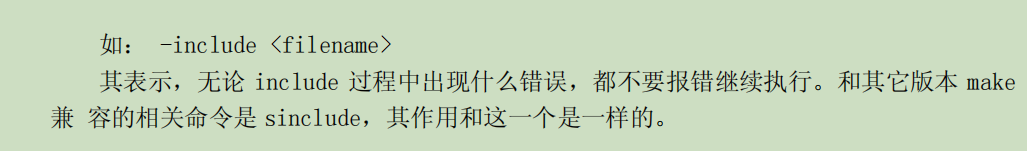 如： -include <filename>
其表示，无论 include 过程中出现什么错误，都不要报错继续执行。和其它版本 make
兼 容的相关命令是 sinclude，其作用和这一个是一样的。